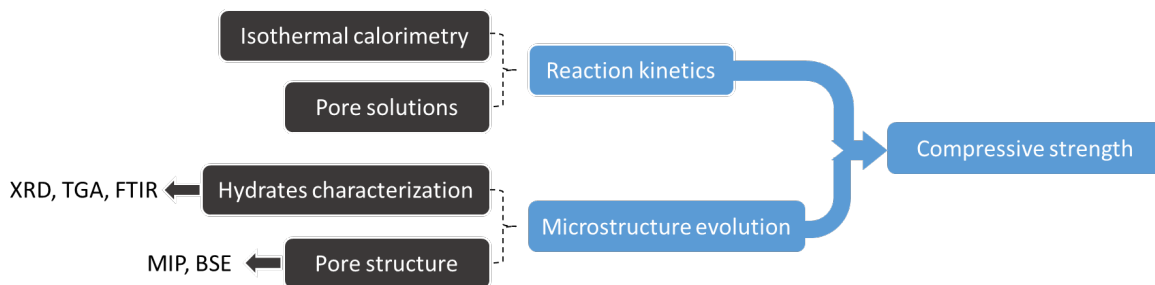 Isothermal calorimetry
Reaction kinetics
Pore solutions
Compressive strength
XRD, TGA, FTIR
Hydrates characterization
Microstructure evolution
MIP, BSE
Pore structure